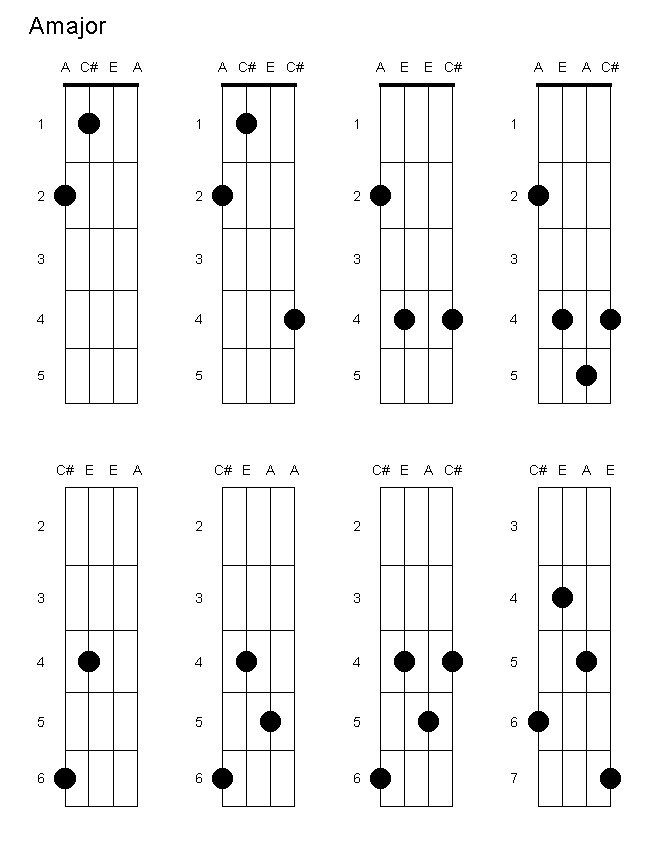 Amajor
A C# E A A C# E C# A E E C# A E A C#
1 1 1 1
2 2 2 2
3 3 3 3
4 4 4 4
5 5 5 5
C# E E A C# E A A C# E A C# C# E A E
2 2 2 3
3 3 3 4
4 4 4 5
5 5 5 6
6 6 6 7